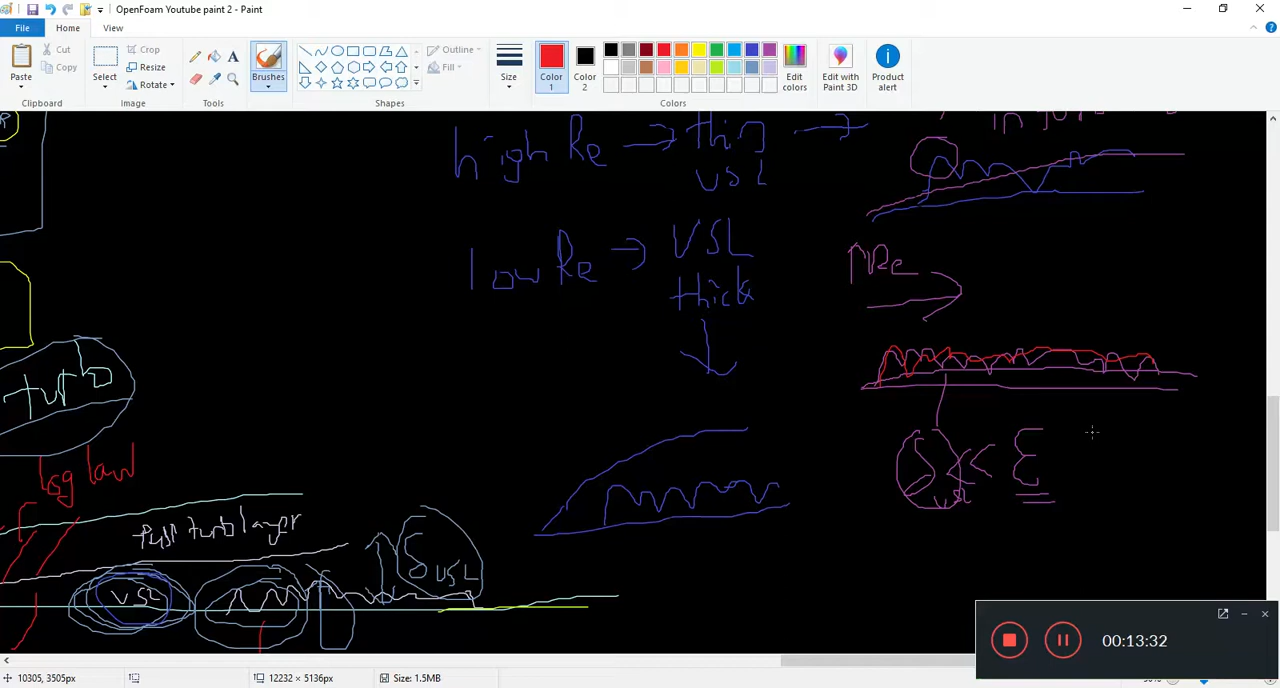 OpenFoam Youtube paint 2 - Paint
File
Home
View
Paste
Cut
Copy
Clipboard
Select
Crop
Resize
Rotate
Image
Tools
Brushes
Shapes
Outline
Fill
Size
Color 1
Color 2
Edit colors
Colors
Edit with Paint 3D
Product alert
high Re → thin →
VSL
low Re → VSL
thick
↑Re
turb
δvsl << ε
log law
full turb layer
VSL
δVSL
00:13:32
10305, 3505px
12232 × 5136px
Size: 1.5MB